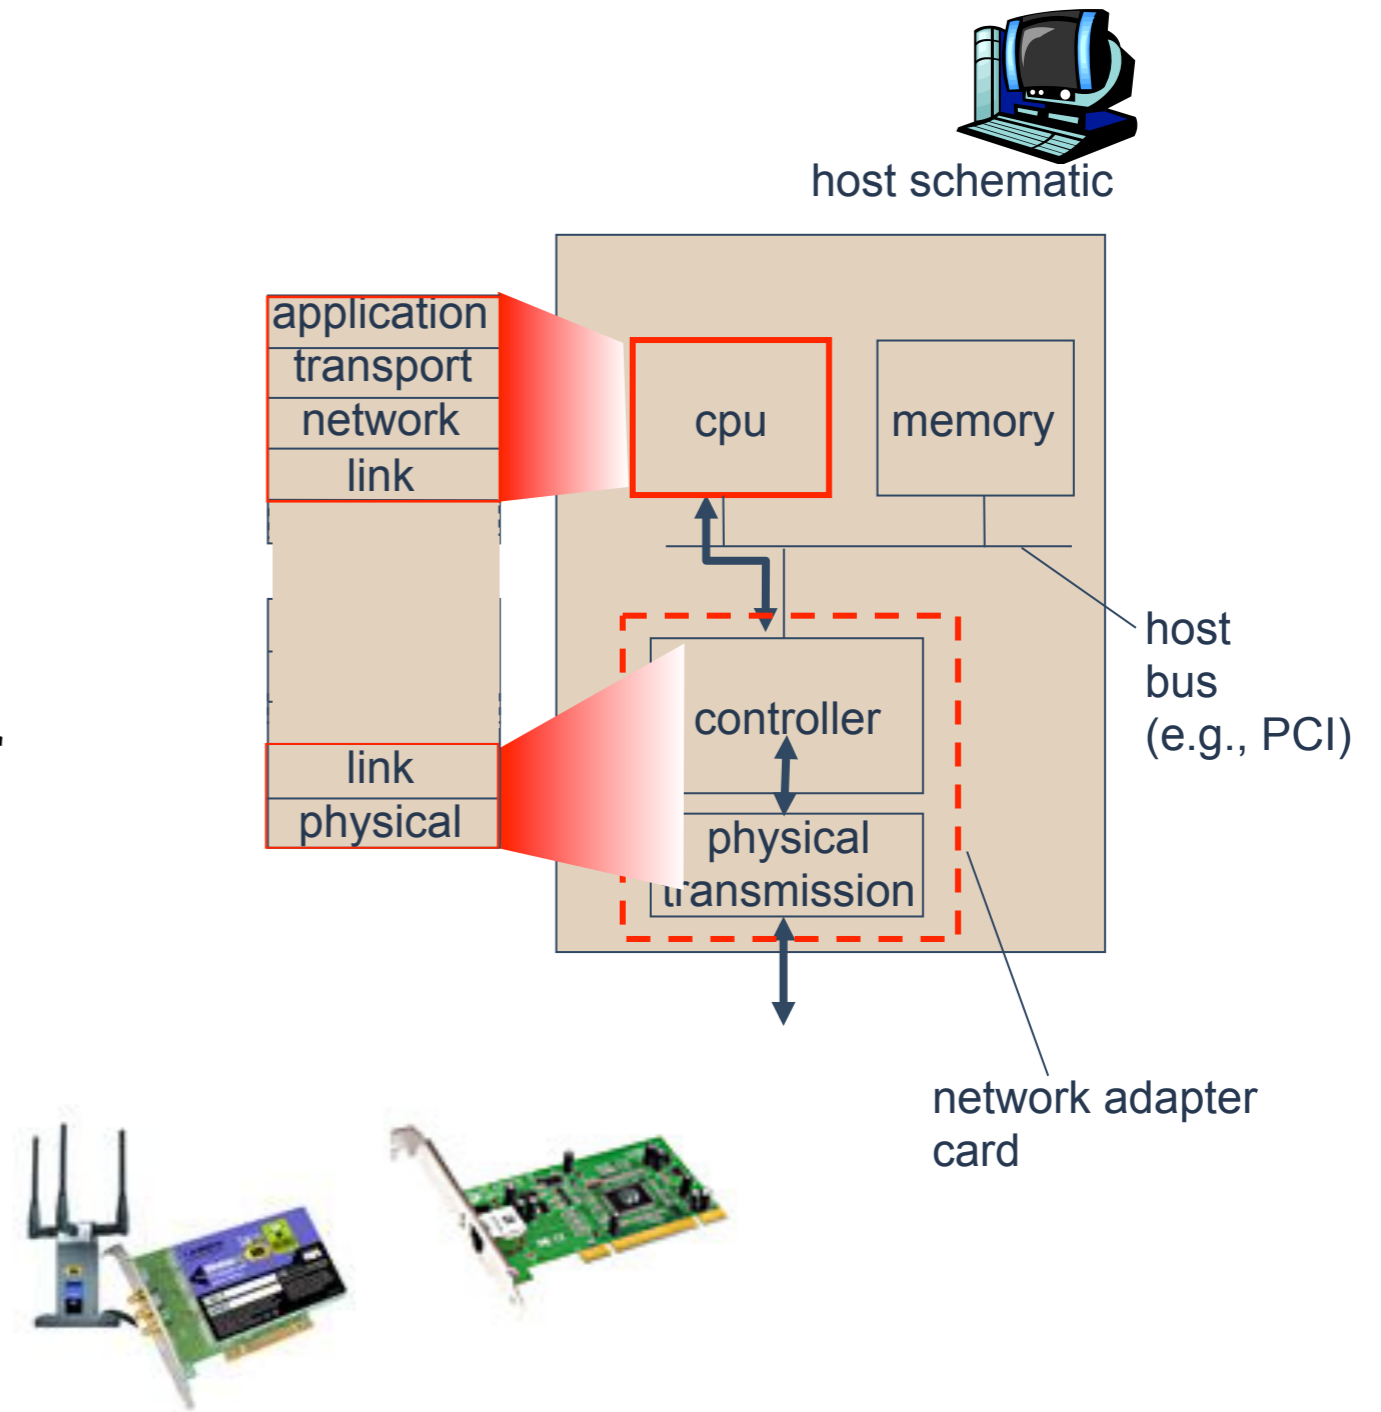 host schematic
application
transport
network
link
cpu
memory
host
bus
(e.g., PCI)
controller
link
physical
physical
transmission
network adapter
card